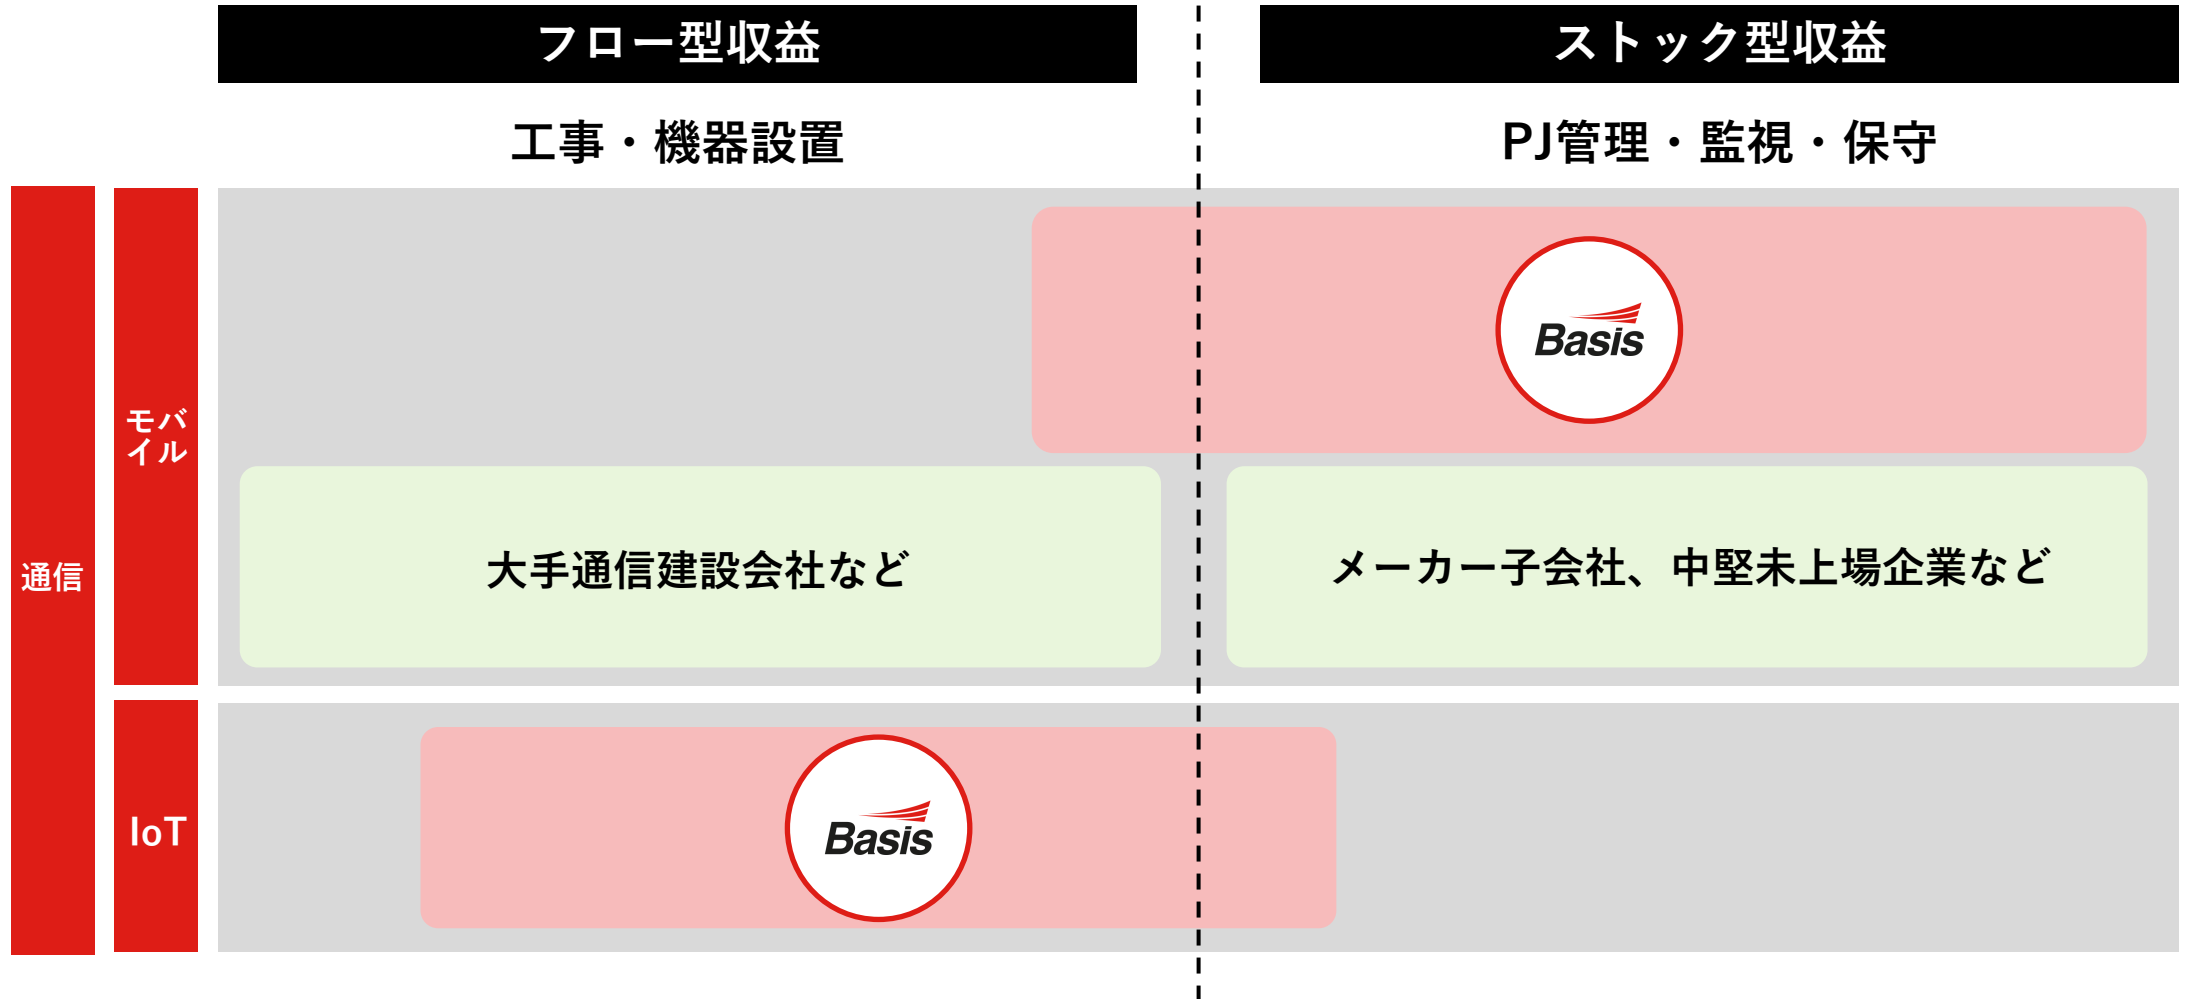 フロー型収益
ストック型収益
工事・機器設置
PJ管理・監視・保守
通信
モバ
イル
Basis
大手通信建設会社など
メーカー子会社、中堅未上場企業など
IoT
Basis